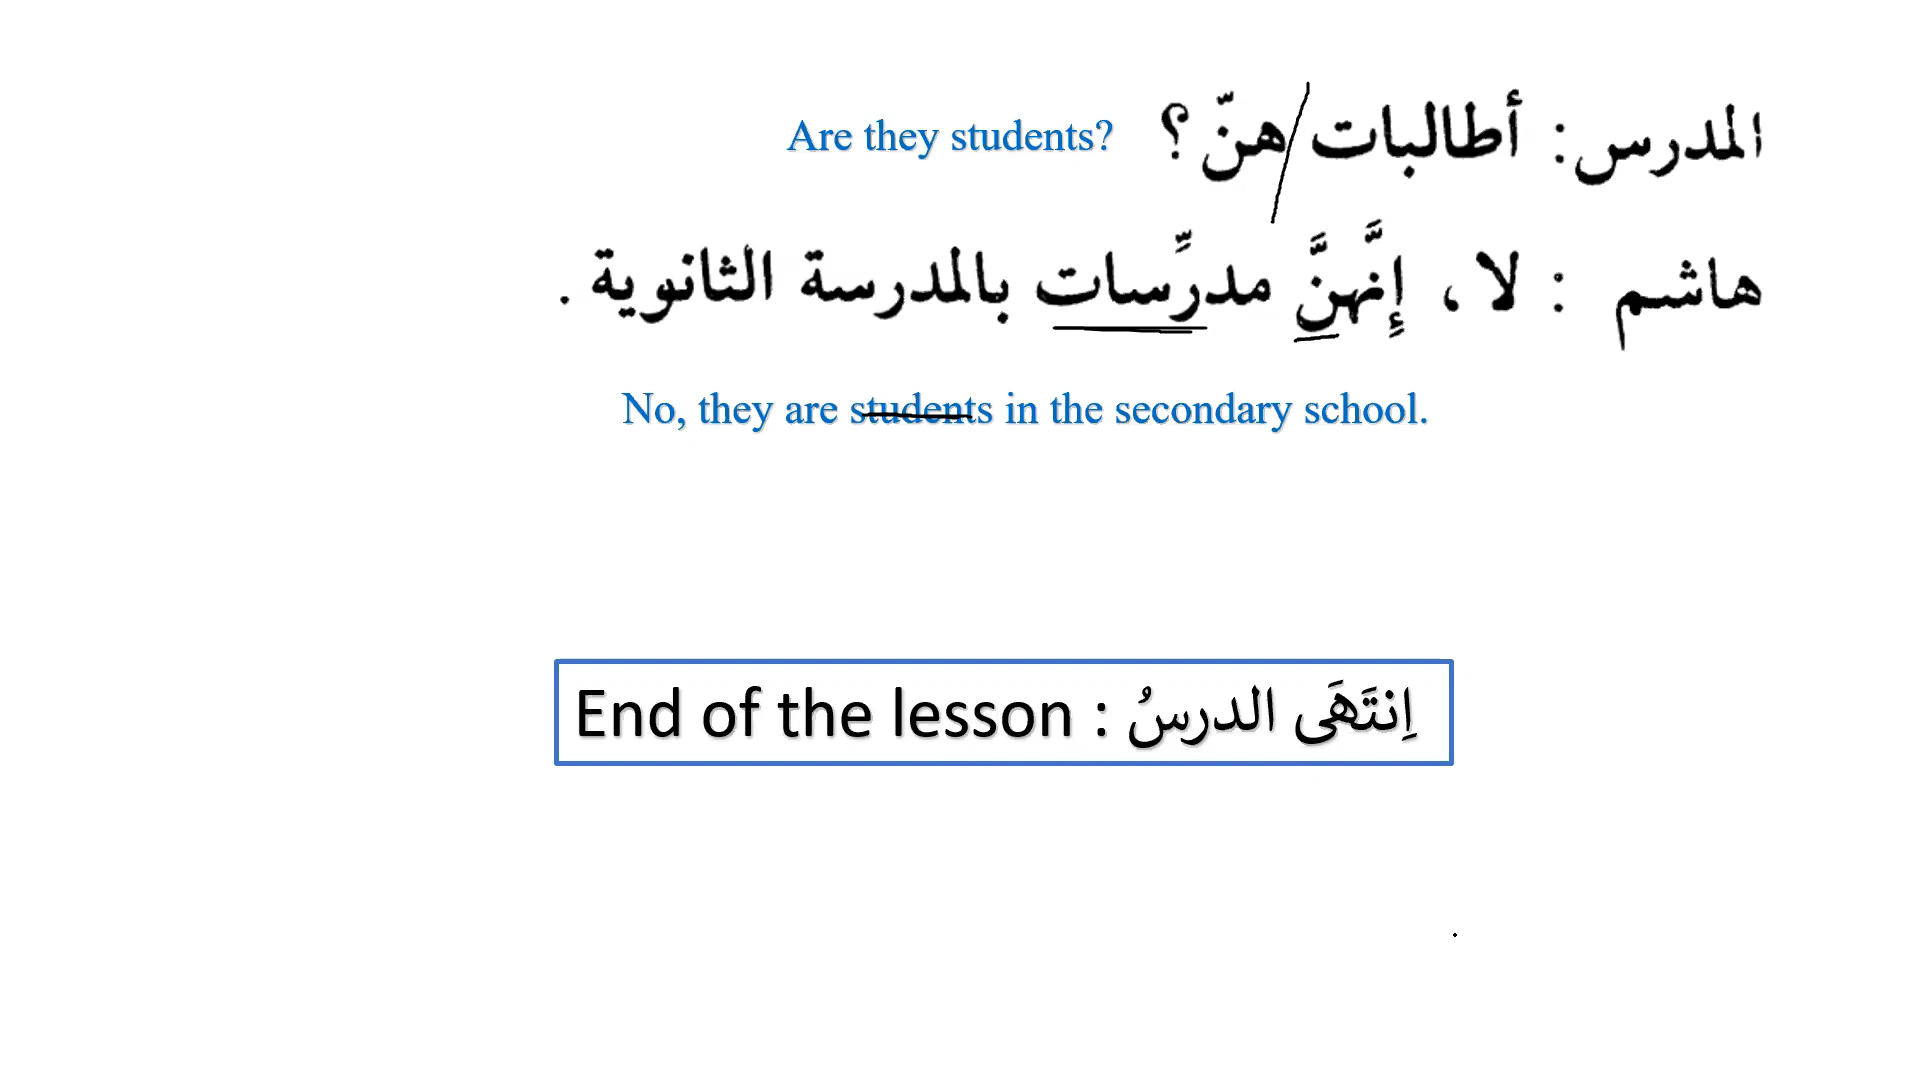 المدرس : أطالبات هنّ ؟ Are they students?
هاشم : لا ، إِنَّهنَّ مدرِّسات بالمدرسة الثانوية .
No, they are students in the secondary school.
End of the lesson : اِنتَهَى الدرسُ